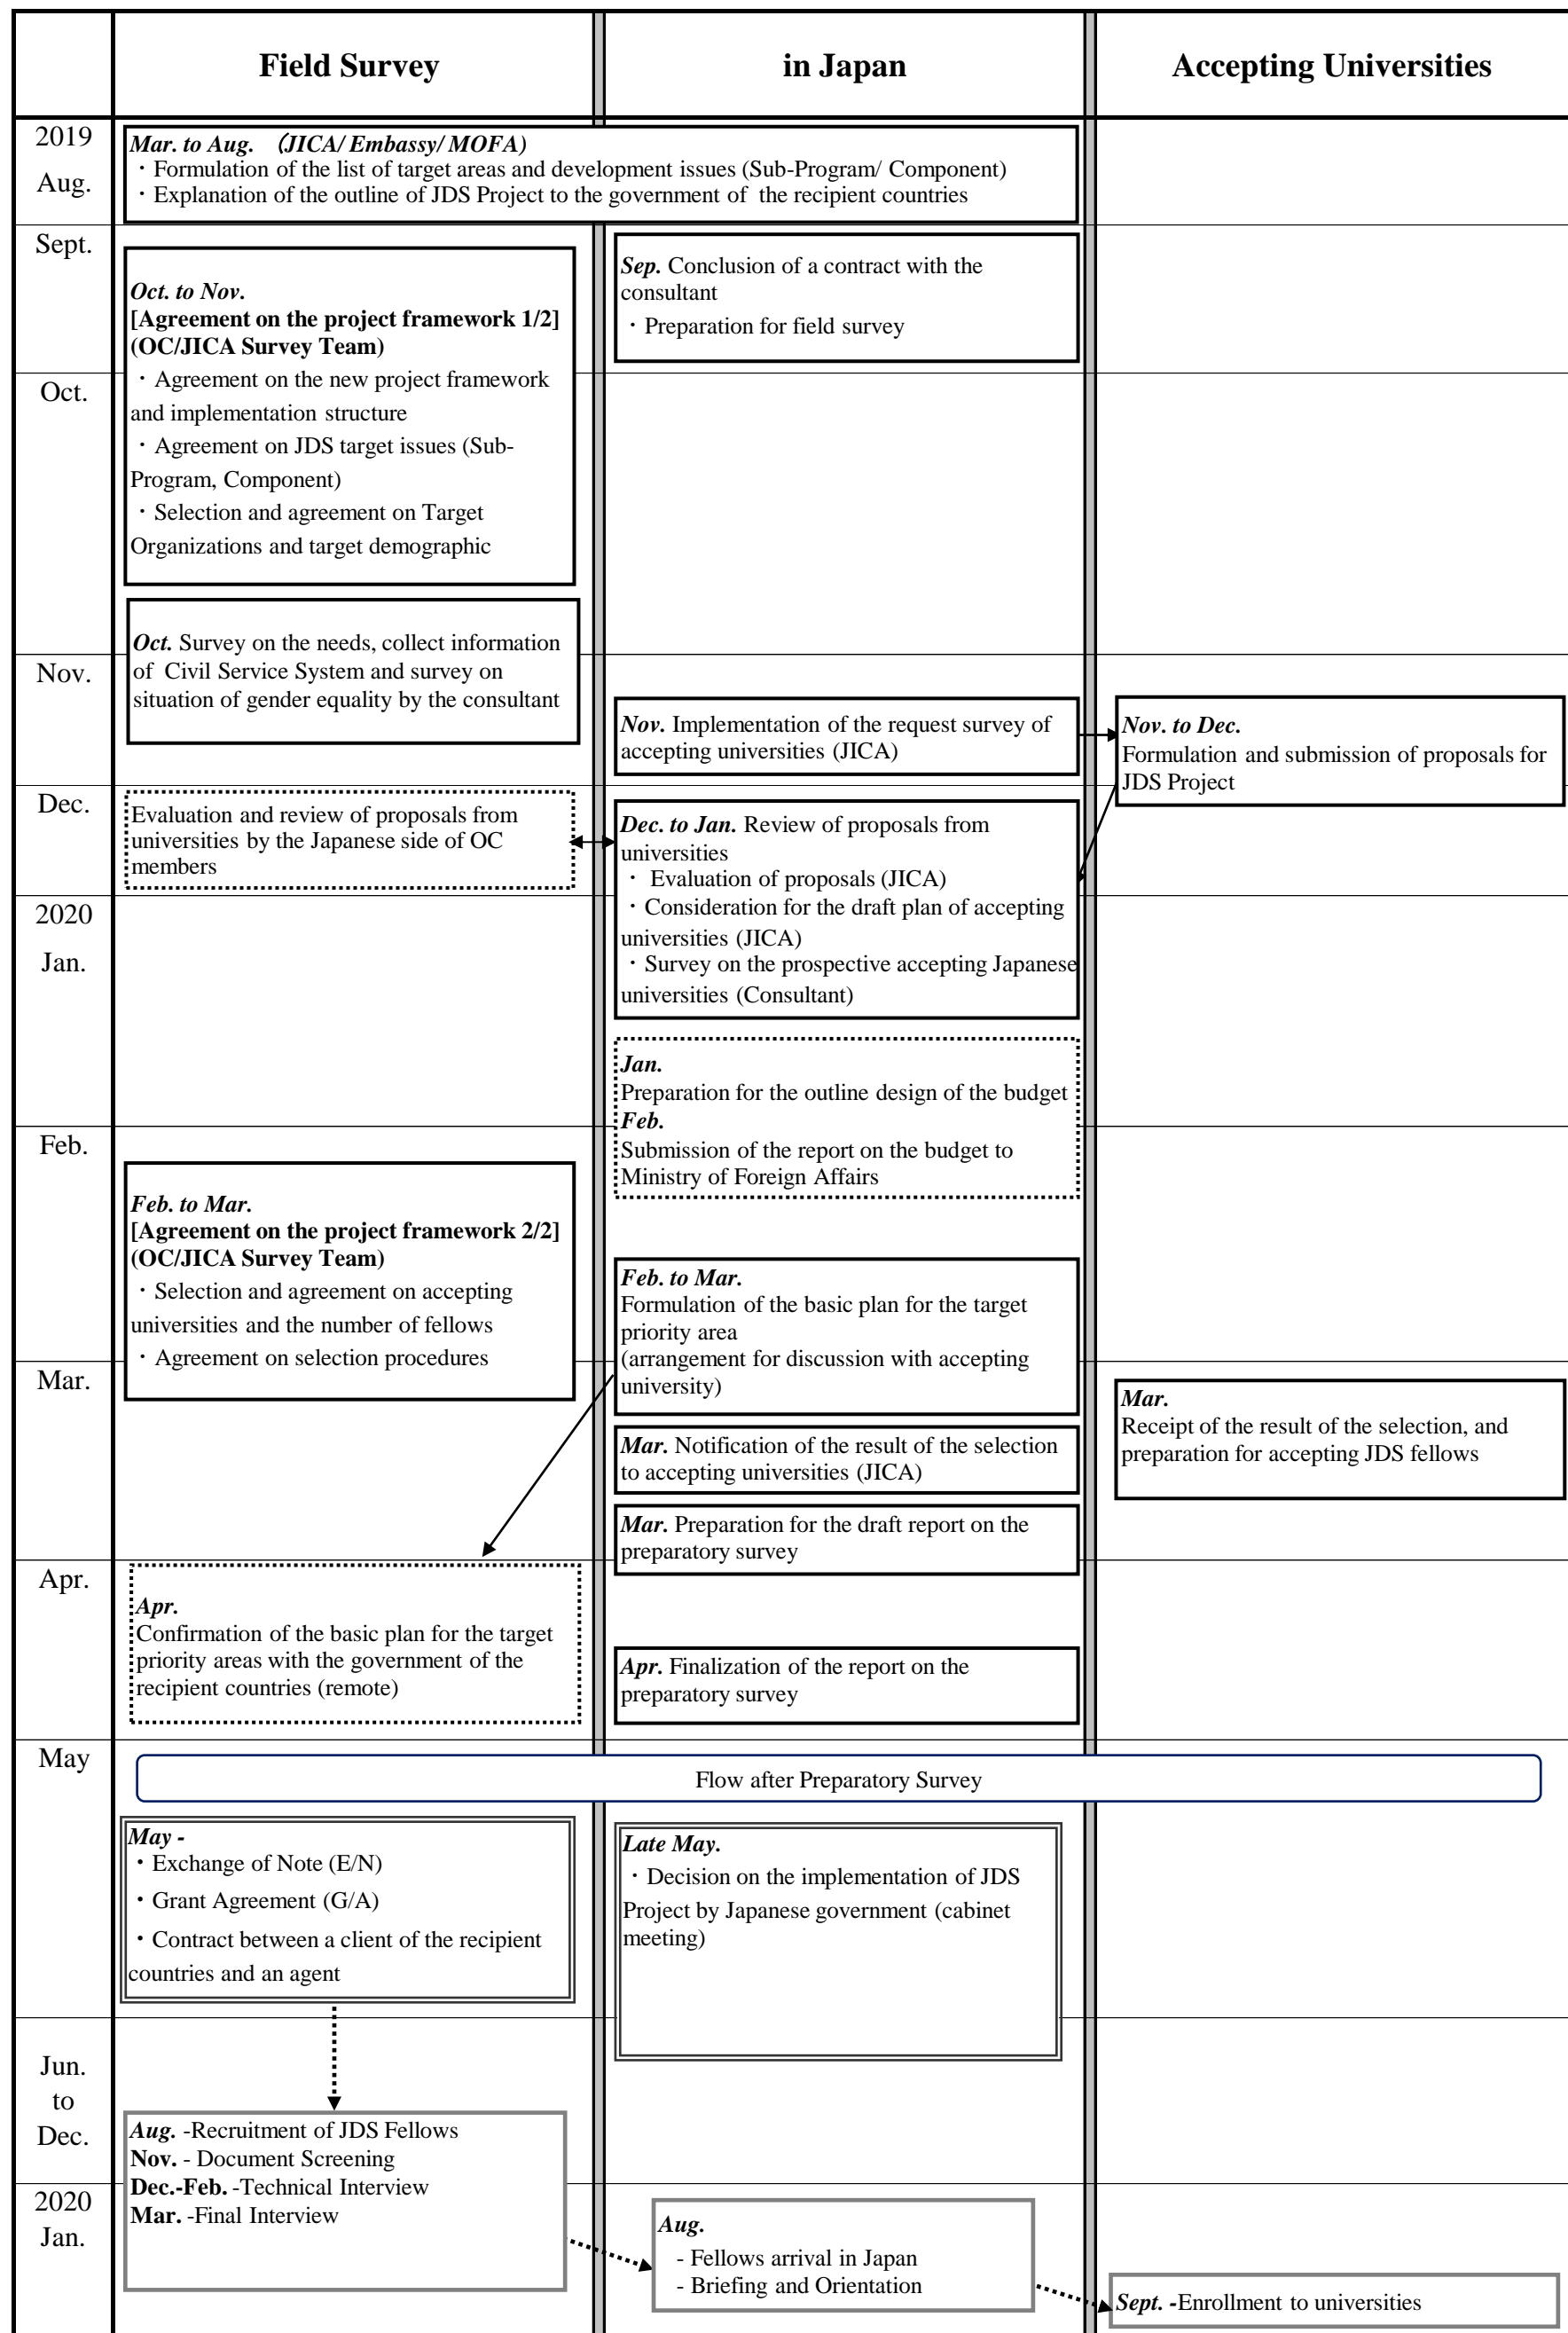 Field Survey
in Japan
Accepting Universities
2019
Aug.
Mar. to Aug. （JICA/ Embassy/ MOFA)
・Formulation of the list of target areas and development issues (Sub-Program/ Component)
・Explanation of the outline of JDS Project to the government of the recipient countries
Sept.
Oct. to Nov.
[Agreement on the project framework 1/2]
(OC/JICA Survey Team)
・Agreement on the new project framework
and implementation structure
・Agreement on JDS target issues (Sub-
Program, Component)
・Selection and agreement on Target
Organizations and target demographic
Sep. Conclusion of a contract with the
consultant
・Preparation for field survey
Oct.
Oct. Survey on the needs, collect information
of Civil Service System and survey on
situation of gender equality by the consultant
Nov.
Nov. Implementation of the request survey of
accepting universities (JICA)
Nov. to Dec.
Formulation and submission of proposals for
JDS Project
Dec.
Evaluation and review of proposals from
universities by the Japanese side of OC
members
Dec. to Jan. Review of proposals from
universities
・ Evaluation of proposals (JICA)
・Consideration for the draft plan of accepting
universities (JICA)
・Survey on the prospective accepting Japanese
universities (Consultant)
2020
Jan.
Jan.
Preparation for the outline design of the budget
Feb.
Submission of the report on the budget to
Ministry of Foreign Affairs
Feb.
Feb. to Mar.
[Agreement on the project framework 2/2]
(OC/JICA Survey Team)
・Selection and agreement on accepting
universities and the number of fellows
・Agreement on selection procedures
Feb. to Mar.
Formulation of the basic plan for the target
priority area
(arrangement for discussion with accepting
university)
Mar.
Mar. Notification of the result of the selection
to accepting universities (JICA)
Mar.
Receipt of the result of the selection, and
preparation for accepting JDS fellows
Mar. Preparation for the draft report on the
preparatory survey
Apr.
Apr.
Confirmation of the basic plan for the target
priority areas with the government of the
recipient countries (remote)
Apr. Finalization of the report on the
preparatory survey
May
Flow after Preparatory Survey
May -
・Exchange of Note (E/N)
・Grant Agreement (G/A)
・Contract between a client of the recipient
countries and an agent
Late May.
・Decision on the implementation of JDS
Project by Japanese government (cabinet
meeting)
Jun.
to
Dec.
Aug. -Recruitment of JDS Fellows
Nov. - Document Screening
Dec.-Feb. -Technical Interview
Mar. -Final Interview
2020
Jan.
Aug.
- Fellows arrival in Japan
- Briefing and Orientation
Sept. -Enrollment to universities